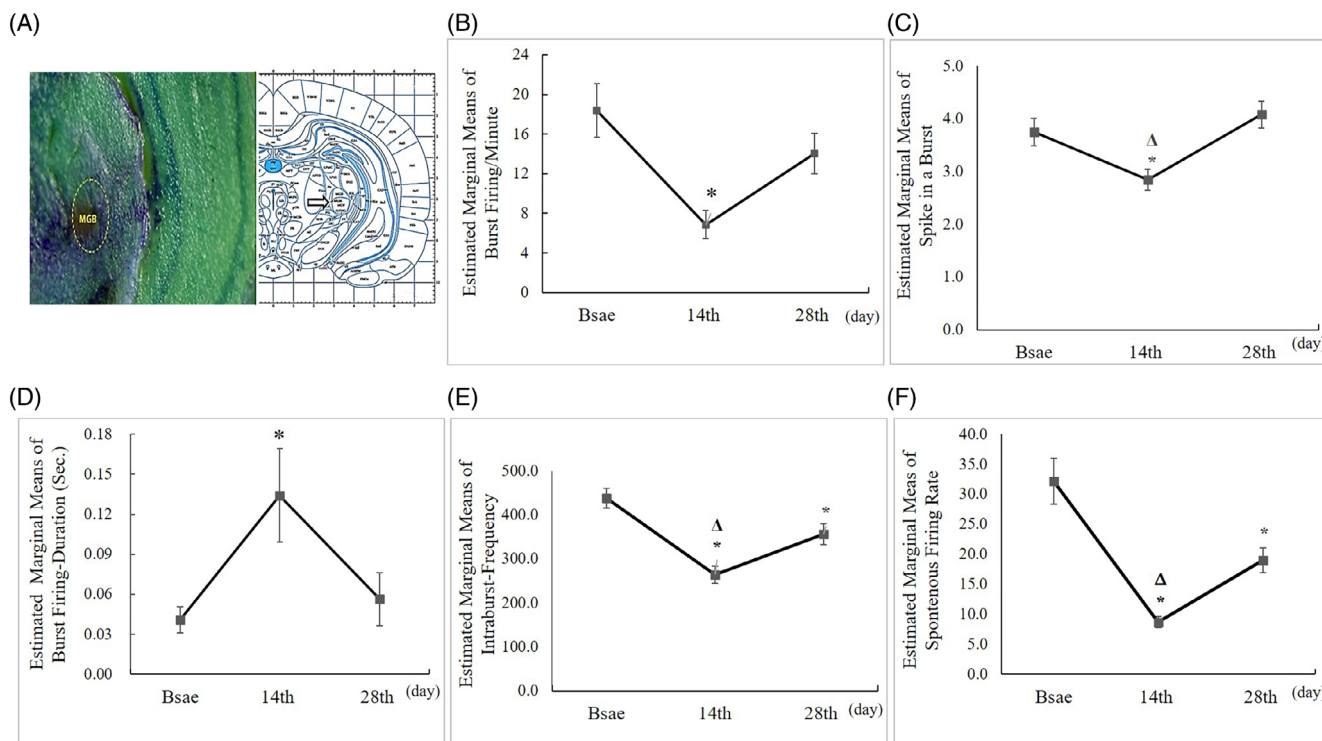 (A)
MGB
(B)
Estimated Marginal Means of
Burst Firing/Minute
24
20
16
12
8
4
0
*
Bsae 14th 28th (day)
(C)
Estimated Marginal Means of
Spike in a Burst
5.0
4.0
3.0
2.0
1.0
0.0
Δ
*
Bsae 14th 28th (day)
(D)
Estimated Marginal Means of
Burst Firing-Duration (Sec.)
0.18
0.15
0.12
0.09
0.06
0.03
0.00
*
Bsae 14th 28th (day)
(E)
Estimated Marginal Means of
Intraburst-Frequency
500.0
400.0
300.0
200.0
100.0
0.0
Δ
*
*
Bsae 14th 28th (day)
(F)
Estimated Marginal Meas of
Spontenous Firing Rate
40.0
35.0
30.0
25.0
20.0
15.0
10.0
5.0
0.0
Δ
*
*
Bsae 14th 28th (day)